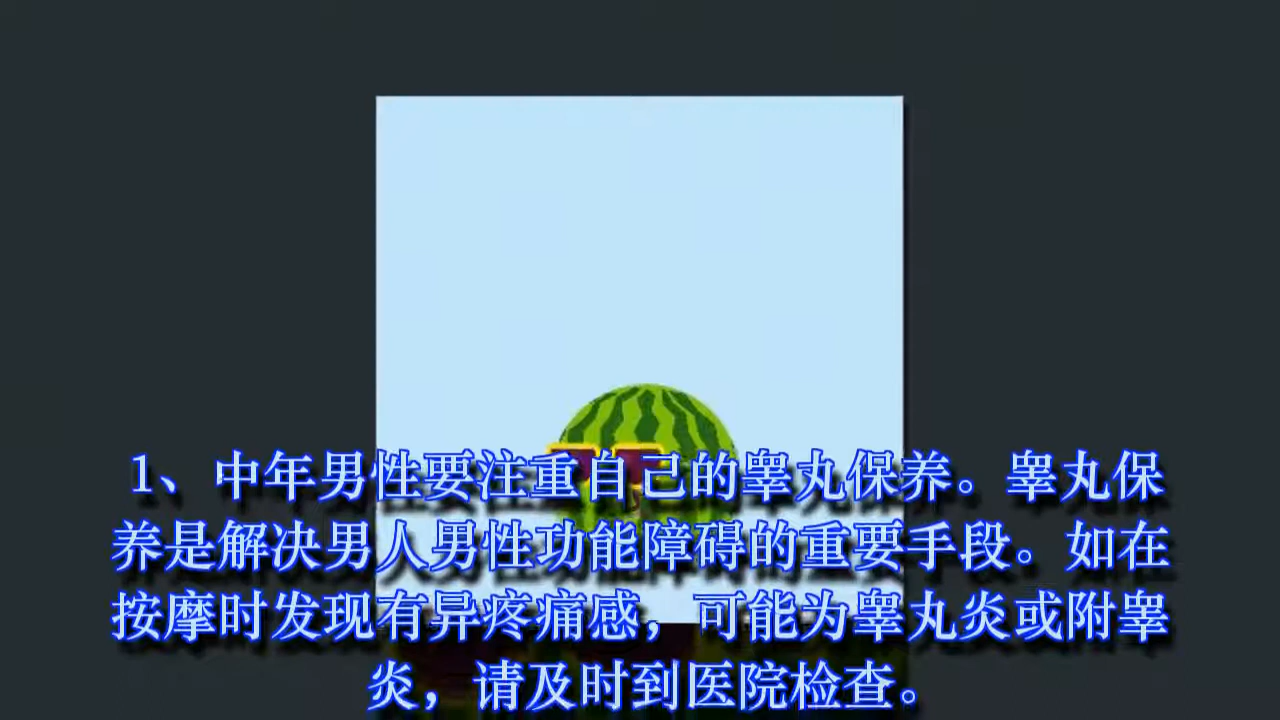 1、中年男性要注重自己的睾丸保养。睾丸保
养是解决男人男性功能障碍的重要手段。如在
按摩时发现有异疼痛感，可能为睾丸炎或附睾
炎，请及时到医院检查。